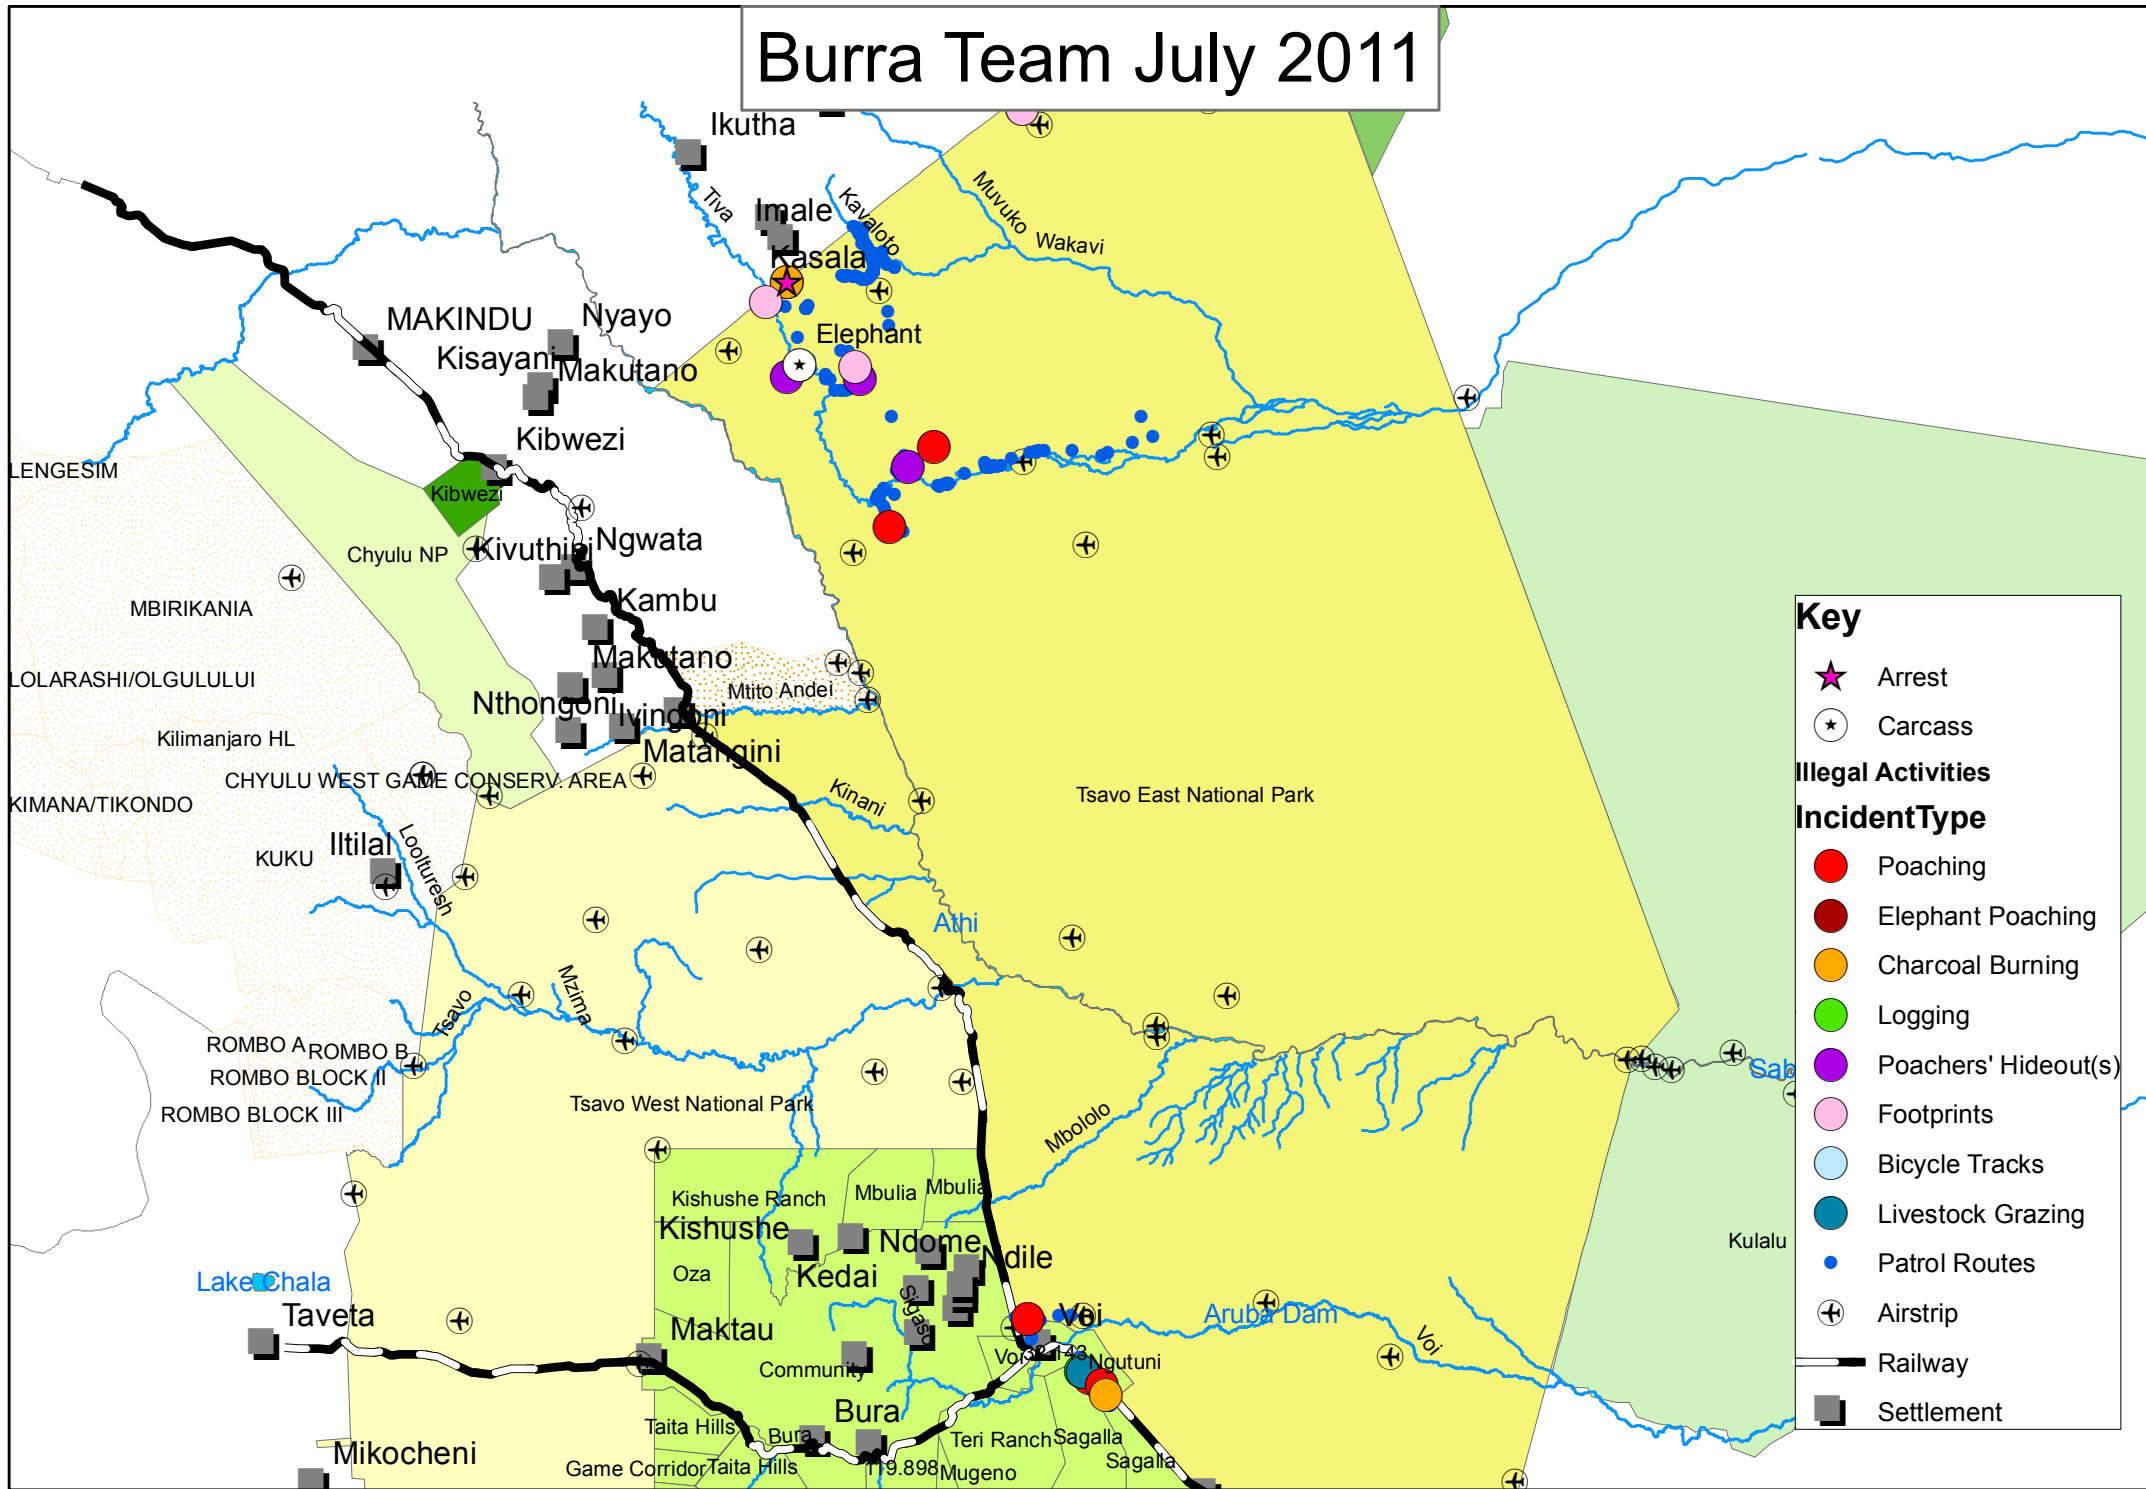 Burra Team July 2011
Ikutha
Tiva
Imale
Kavaloto
Muvuko
Wakavi
Kasala
MAKINDU
Nyayo
Kisayani
Makutano
Elephant
Kibwezi
LENGESIM
Kibwezi
Chyulu NP
Kivuthini
Ngwata
MBIRIKANIA
Kambu
LOLARASHI/OLGULULUI
Makutano
Mtito Andei
Nthongoni
Ivingoni
Kilimanjaro HL
Matangini
CHYULU WEST GAME CONSERV. AREA
KIMANA/TIKONDO
Kinani
Tsavo East National Park
KUKU
Iltilal
Loolturesh
Athi
Mzima
Tsavo
ROMBO A
ROMBO B
ROMBO BLOCK II
ROMBO BLOCK III
Tsavo West National Park
Mbololo
Sab
Kishushe Ranch
Mbulia
Mbulia
Kishushe
Ndome
Ndile
Oza
Kedai
Kulalu
Lake Chala
Taveta
Sigasu
Maktau
Voi
Aruba Dam
Voi
Community
Voi
Ngutuni
Bura
Taita Hills
Bura
Teri Ranch
Sagalla
Sagalla
Mikocheni
Game Corridor
Taita Hills
119.898
Mugeno
Key
Arrest
Carcass
Illegal Activities
IncidentType
Poaching
Elephant Poaching
Charcoal Burning
Logging
Poachers' Hideout(s)
Footprints
Bicycle Tracks
Livestock Grazing
Patrol Routes
Airstrip
Railway
Settlement